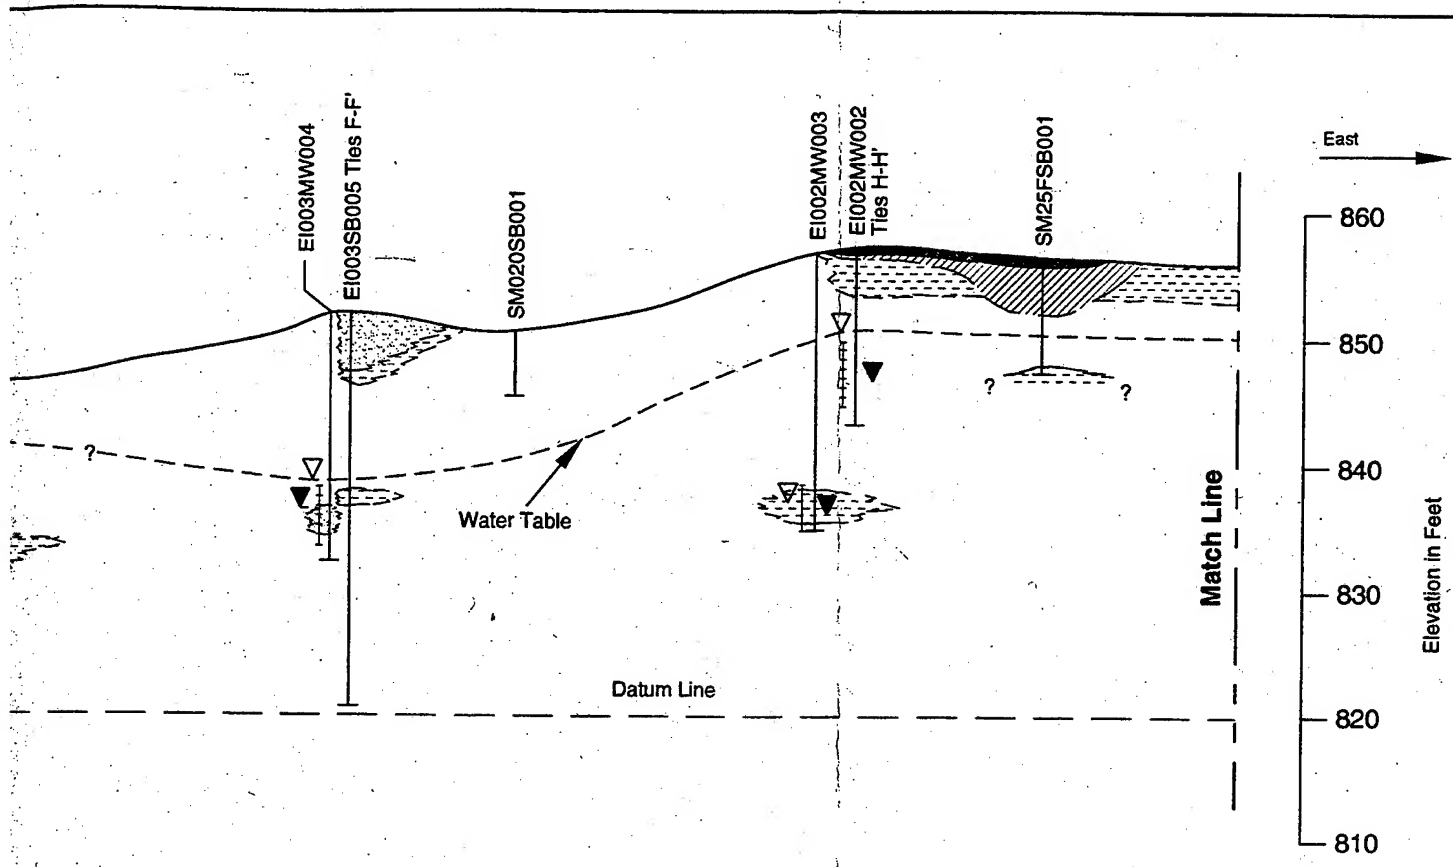 EI003MW004
EI003SB005 Ties F-F'
SM020SB001
EI002MW003
EI002MW002
Ties H-H'
SM25FSB001
East
860
850
840
830
820
810
Elevation in Feet
?
?
?
Water Table
Match Line
Datum Line